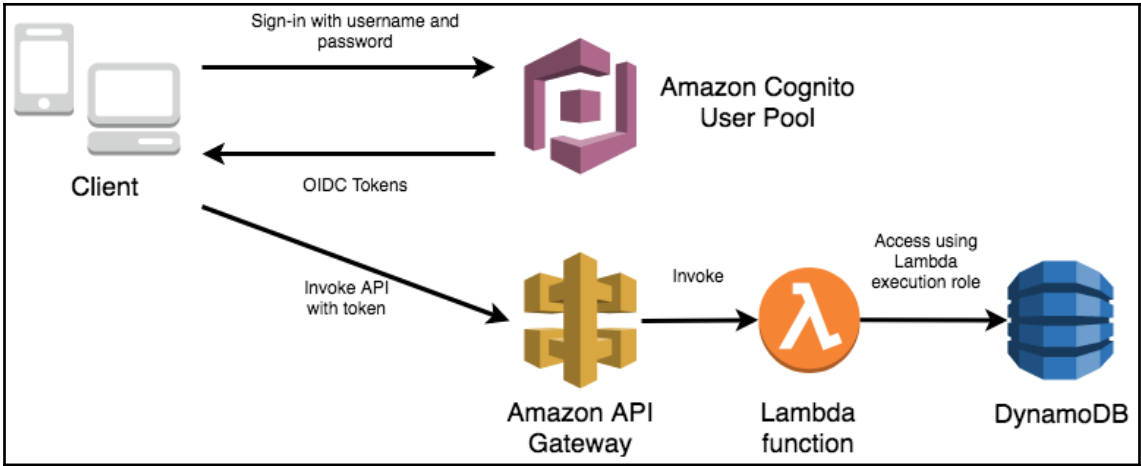 Sign-in with username and
password
Amazon Cognito
User Pool
Client
OIDC Tokens
Invoke API
with token
Invoke
Access using
Lambda
execution role
Amazon API
Gateway
Lambda
function
DynamoDB